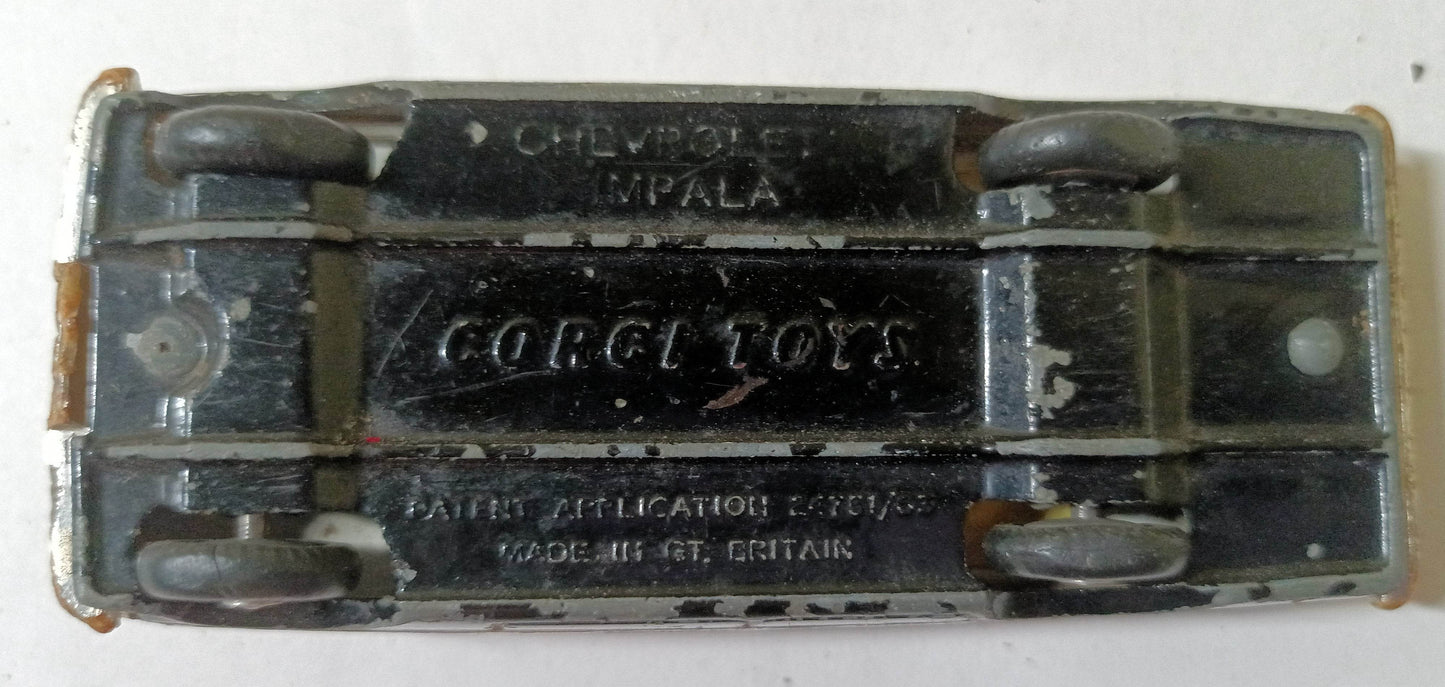 CHEVROLET
IMPALA
CORGI TOYS
PATENT APPLICATION
MADE IN GT. BRITAIN